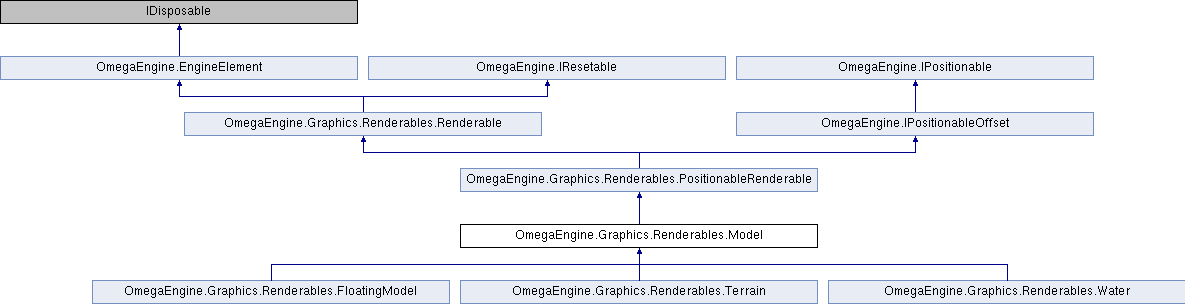 IDisposable
OmegaEngine.EngineElement
OmegaEngine.IResetable
OmegaEngine.IPositionable
OmegaEngine.Graphics.Renderables.Renderable
OmegaEngine.IPositionableOffset
OmegaEngine.Graphics.Renderables.PositionableRenderable
OmegaEngine.Graphics.Renderables.Model
OmegaEngine.Graphics.Renderables.FloatingModel
OmegaEngine.Graphics.Renderables.Terrain
OmegaEngine.Graphics.Renderables.Water